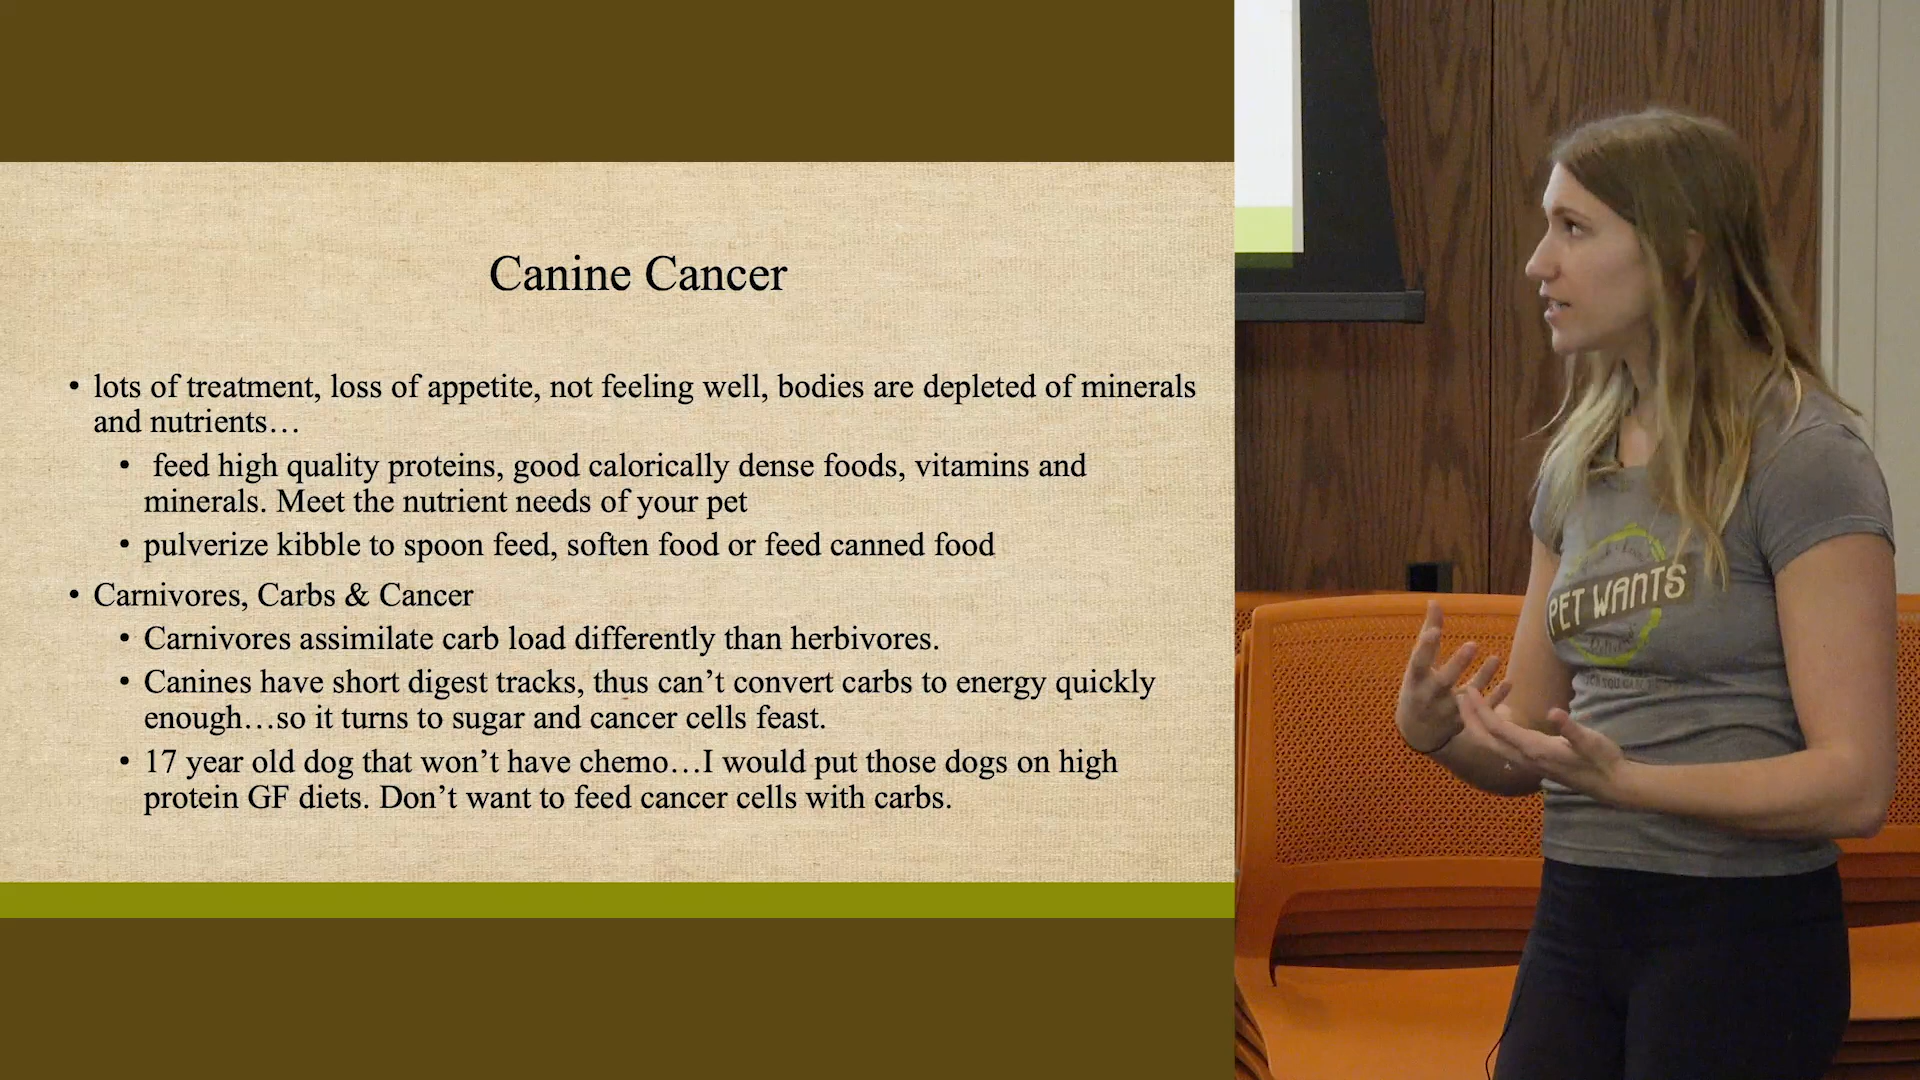 Canine Cancer
• lots of treatment, loss of appetite, not feeling well, bodies are depleted of minerals
and nutrients…
• feed high quality proteins, good calorically dense foods, vitamins and
minerals. Meet the nutrient needs of your pet
• pulverize kibble to spoon feed, soften food or feed canned food
• Carnivores, Carbs & Cancer
• Carnivores assimilate carb load differently than herbivores.
• Canines have short digest tracks, thus can’t convert carbs to energy quickly
enough…so it turns to sugar and cancer cells feast.
• 17 year old dog that won’t have chemo…I would put those dogs on high
protein GF diets. Don’t want to feed cancer cells with carbs.
PET WANTS